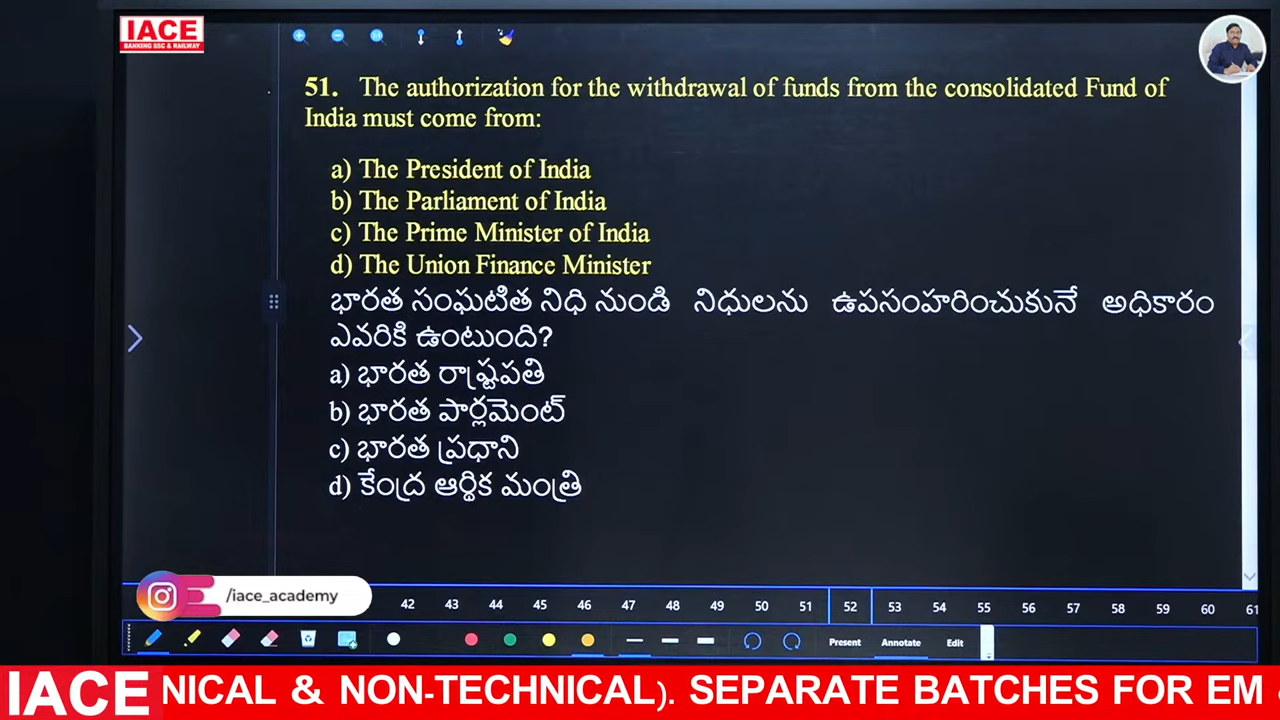 IACE
BANKING SSC & RAILWAY
51. The authorization for the withdrawal of funds from the consolidated Fund of
India must come from:
a) The President of India
b) The Parliament of India
c) The Prime Minister of India
d) The Union Finance Minister
భారత సంఘటిత నిధి నుండి నిధులను ఉపసంహరించుకునే అధికారం
ఎవరికి ఉంటుంది?
a) భారత రాష్ట్రపతి
b) భారత పార్లమెంట్
c) భారత ప్రధాని
d) కేంద్ర ఆర్థిక మంత్రి
/iace_academy
42 43 44 45 46 47 48 49 50 51 52 53 54 55 56 57 58 59 60 61
Present Annotate Edit
IACE NICAL & NON-TECHNICAL). SEPARATE BATCHES FOR EM